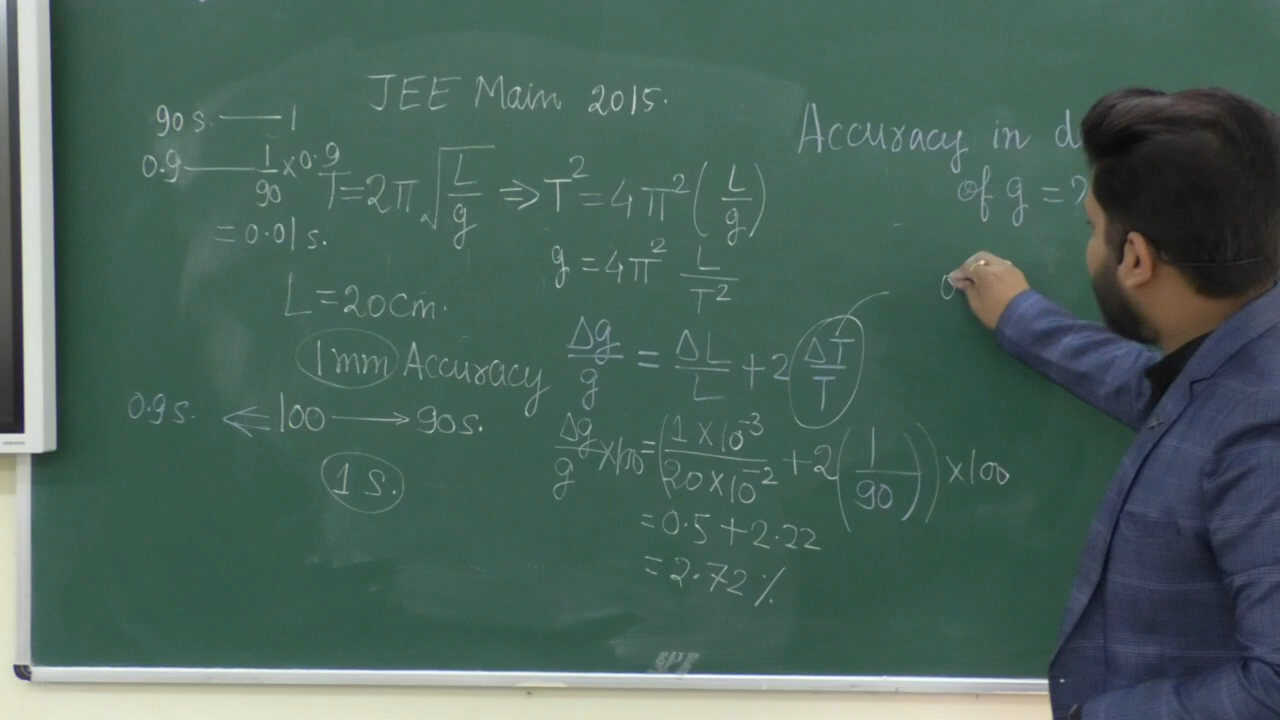 JEE Main 2015.
90 s. — 1
0.9 — 1/90 × 0.9
= 0.01 s.
T = 2π √(L/g) ⇒ T² = 4π² (L/g)
g = 4π² L/T²
L = 20 cm.
1mm Accuracy
Δg/g = ΔL/L + 2 ΔT/T
0.9 s. ⇐ 100 → 90 s.
1 s.
Δg/g × 100 = (1 × 10⁻³/20 × 10⁻² + 2(1/90)) × 100
= 0.5 + 2.22
= 2.72 %
Accuracy in
of g =